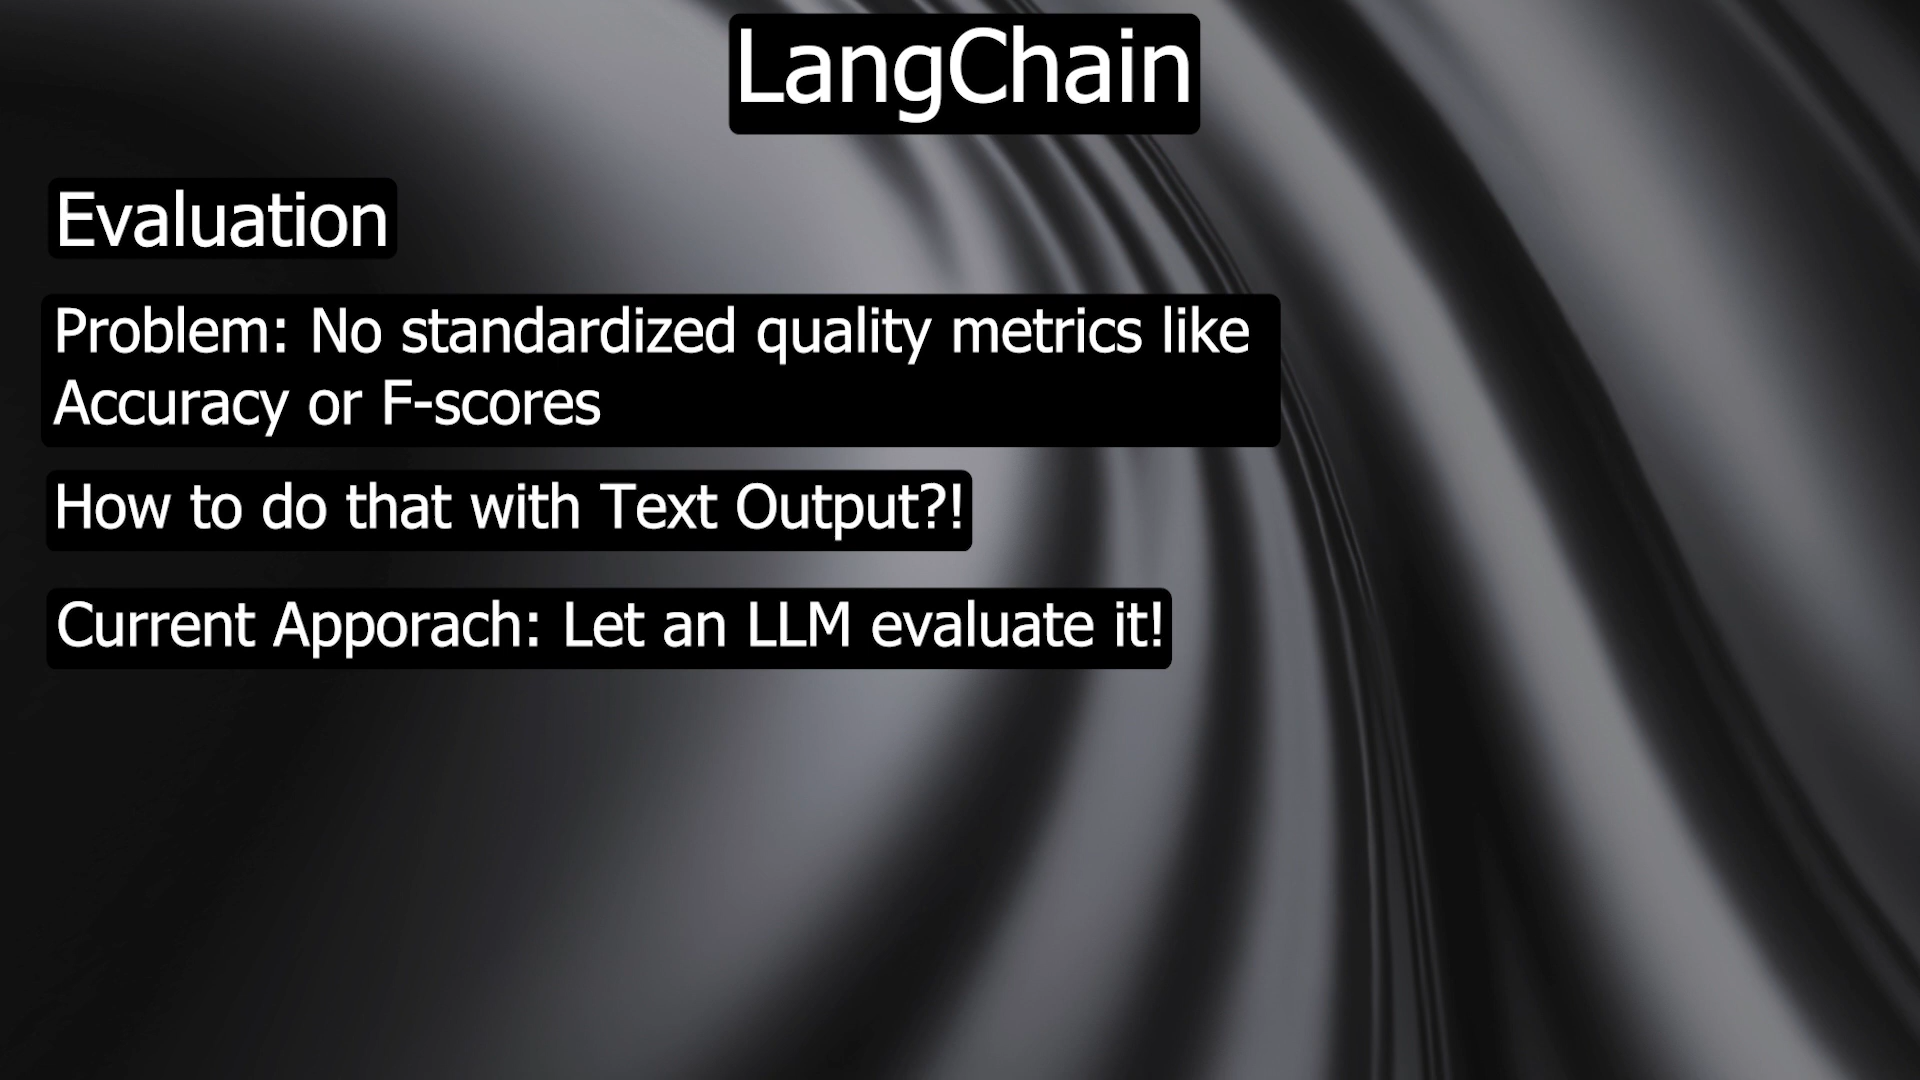 LangChain
Evaluation
Problem: No standardized quality metrics like
Accuracy or F-scores
How to do that with Text Output?!
Current Apporach: Let an LLM evaluate it!